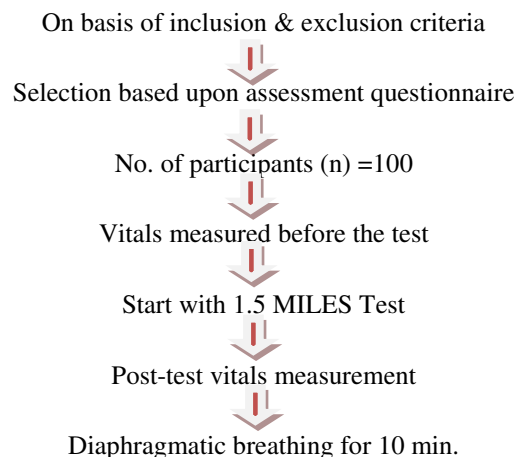 On basis of inclusion & exclusion criteria
Selection based upon assessment questionnaire
No. of participants (n) =100
Vitals measured before the test
Start with 1.5 MILES Test
Post-test vitals measurement
Diaphragmatic breathing for 10 min.